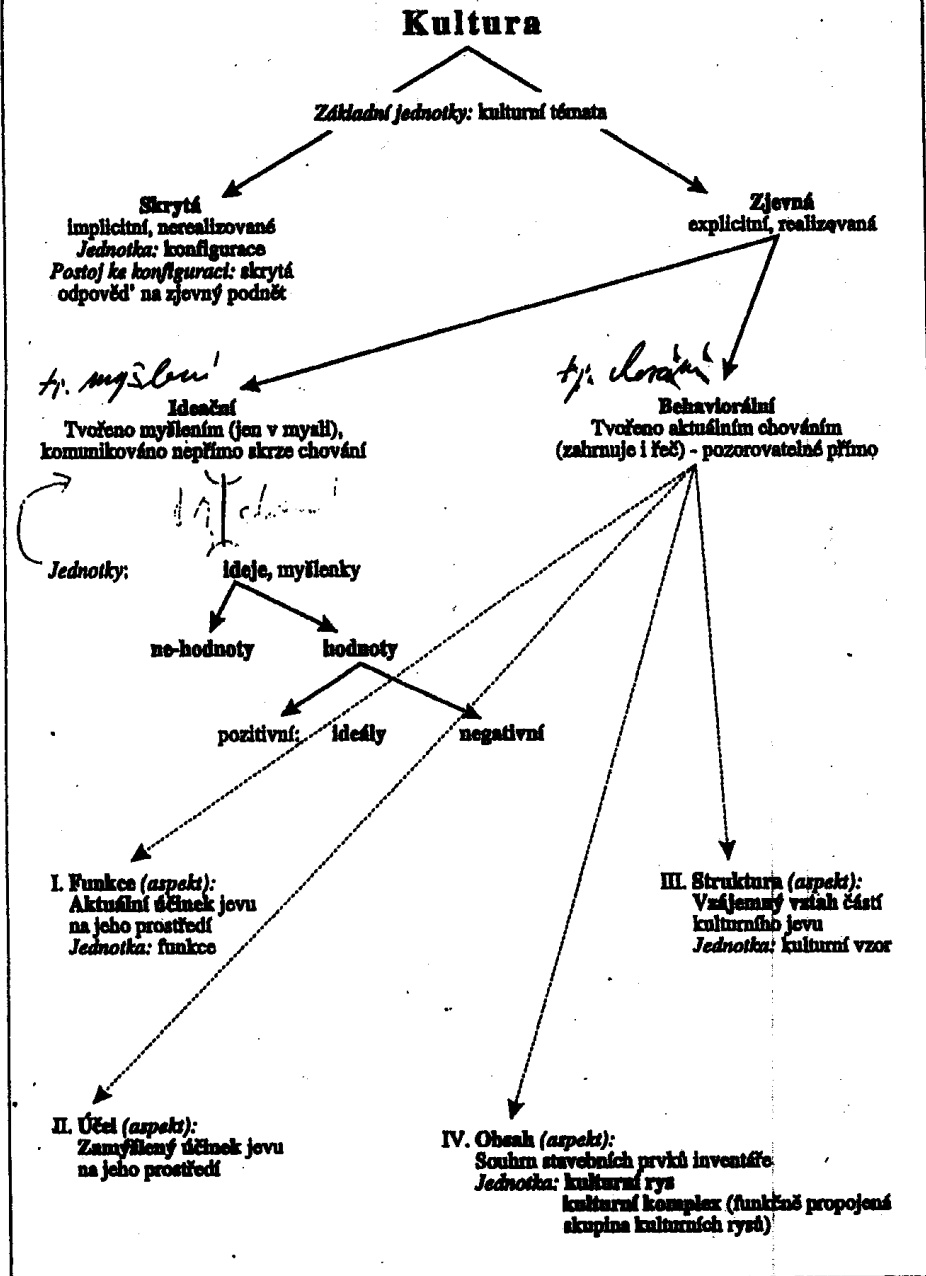 Kultura
Základní jednotky: kulturní témata
Skrytá
implicitní, nerealizované
Jednotka: konfigurace
Postoj ke konfiguraci: skrytá
odpověd' na zjevný podnět
Zjevná
explicitní, realizovaná
tj. myšlení
Ideační
Tvořeno myšlením (jen v mysli),
komunikováno nepřímo skrze chování
tj. chování
Behaviorální
Tvořeno aktuálním chováním
(zahrnuje i řeč) - pozorovatelné přímo
Jednotky: ideje, myšlenky
ne-hodnoty hodnoty
pozitivní: ideály negativní
I. Funkce (aspekt):
Aktuální účinek jevu
na jeho prostředí
Jednotka: funkce
III. Struktura (aspekt):
Vzájemný vztah částí
kulturního jevu
Jednotka: kulturní vzor
II. Účel (aspekt):
Zamýšlený účinek jevu
na jeho prostředí
IV. Obsah (aspekt):
Souhrn stavebních prvků inventáře
Jednotka: kulturní rys
kulturní komplex (funkčně propojená
skupina kulturních rysů)